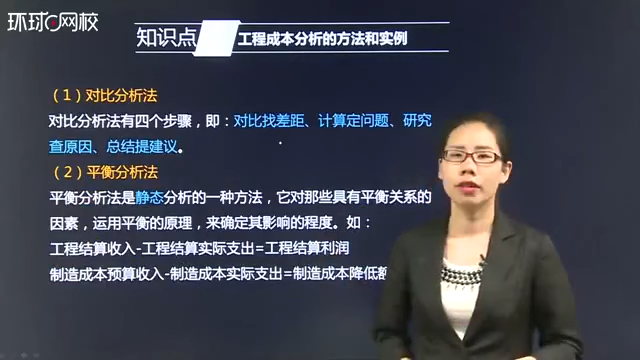 环球网校
知识点
工程成本分析的方法和实例
（1）对比分析法
对比分析法有四个步骤，即：对比找差距、计算定问题、研究
查原因、总结提建议。
（2）平衡分析法
平衡分析法是静态分析的一种方法，它对那些具有平衡关系的
因素，运用平衡的原理，来确定其影响的程度。如：
工程结算收入-工程结算实际支出=工程结算利润
制造成本预算收入-制造成本实际支出=制造成本降低额